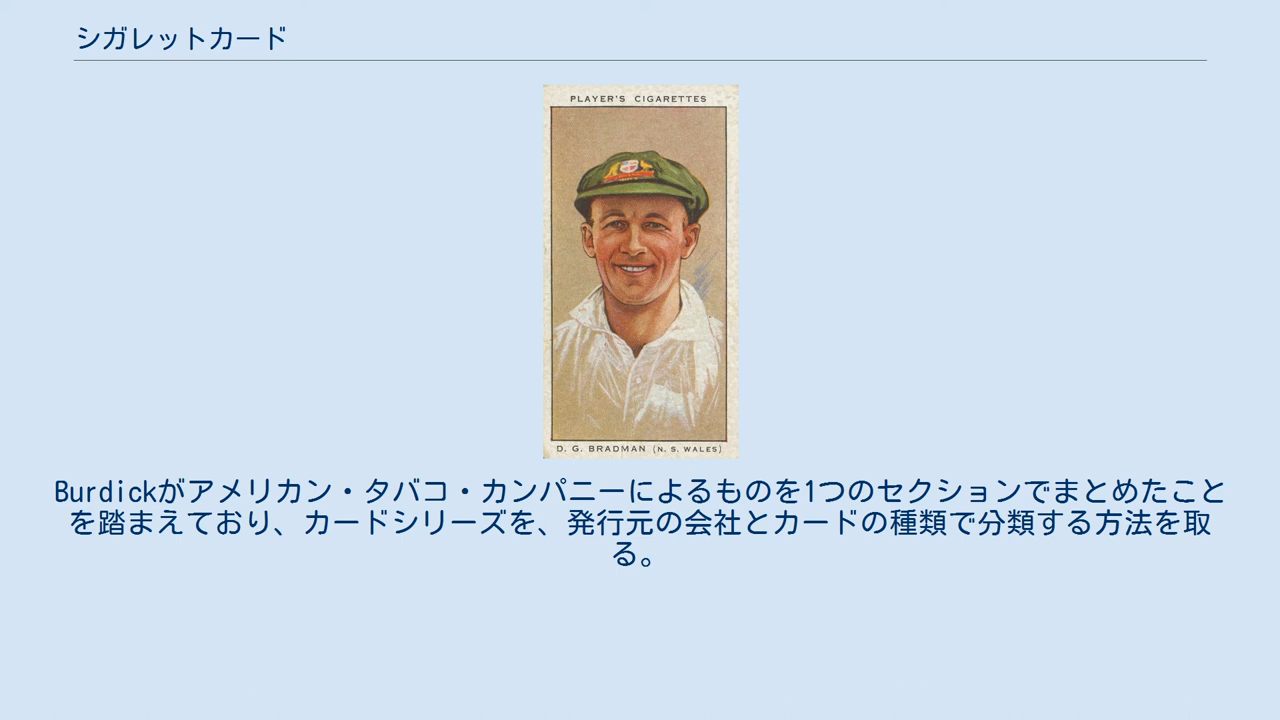 シガレットカード
PLAYER'S CIGARETTES
D. G. BRADMAN (N. S. WALES)
Burdickがアメリカン・タバコ・カンパニーによるものを1つのセクションでまとめたこと
を踏まえており、カードシリーズを、発行元の会社とカードの種類で分類する方法を取
る。